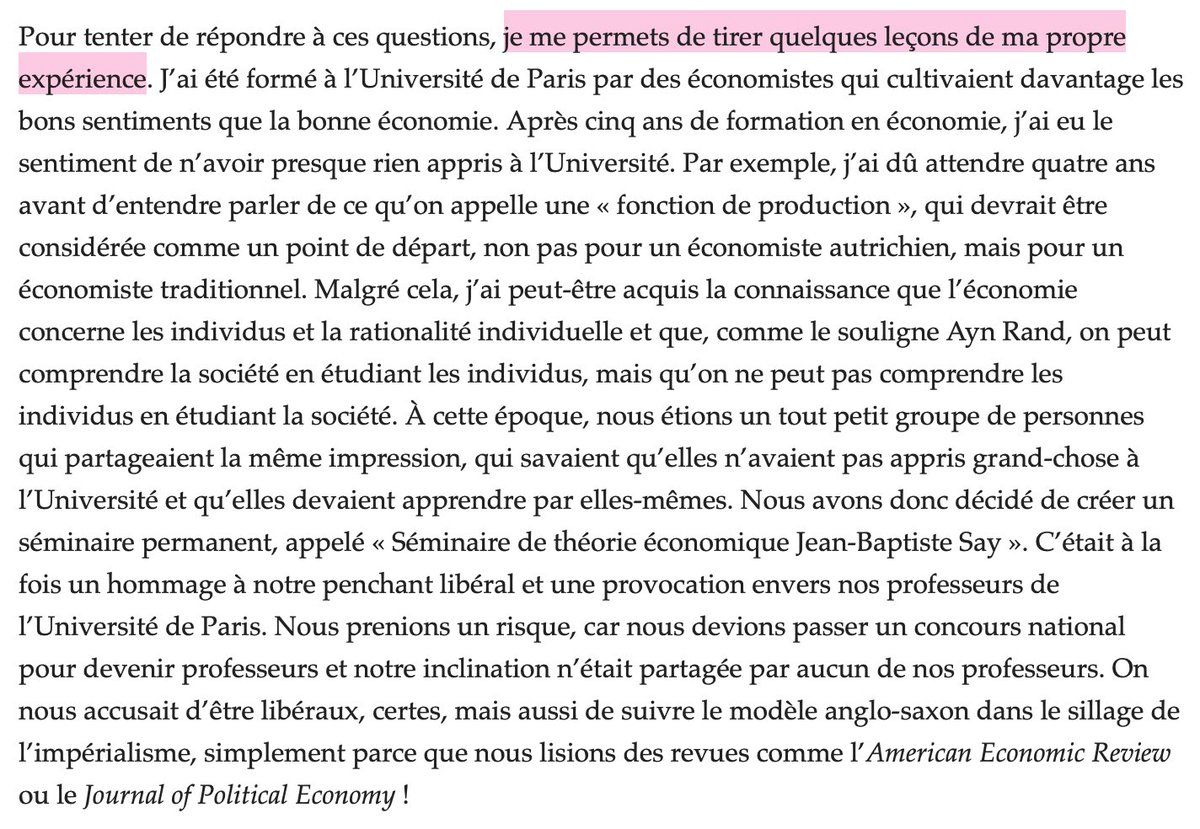 Pour tenter de répondre à ces questions, je me permets de tirer quelques leçons de ma propre
expérience. J’ai été formé à l’Université de Paris par des économistes qui cultivaient davantage les
bons sentiments que la bonne économie. Après cinq ans de formation en économie, j’ai eu le
sentiment de n’avoir presque rien appris à l’Université. Par exemple, j’ai dû attendre quatre ans
avant d’entendre parler de ce qu’on appelle une « fonction de production », qui devrait être
considérée comme un point de départ, non pas pour un économiste autrichien, mais pour un
économiste traditionnel. Malgré cela, j’ai peut-être acquis la connaissance que l’économie
concerne les individus et la rationalité individuelle et que, comme le souligne Ayn Rand, on peut
comprendre la société en étudiant les individus, mais qu’on ne peut pas comprendre les
individus en étudiant la société. À cette époque, nous étions un tout petit groupe de personnes
qui partageaient la même impression, qui savaient qu’elles n’avaient pas appris grand-chose à
l’Université et qu’elles devaient apprendre par elles-mêmes. Nous avons donc décidé de créer un
séminaire permanent, appelé « Séminaire de théorie économique Jean-Baptiste Say ». C’était à la
fois un hommage à notre penchant libéral et une provocation envers nos professeurs de
l’Université de Paris. Nous prenions un risque, car nous devions passer un concours national
pour devenir professeurs et notre inclination n’était partagée par aucun de nos professeurs. On
nous accusait d’être libéraux, certes, mais aussi de suivre le modèle anglo-saxon dans le sillage de
l’impérialisme, simplement parce que nous lisions des revues comme l’American Economic Review
ou le Journal of Political Economy !